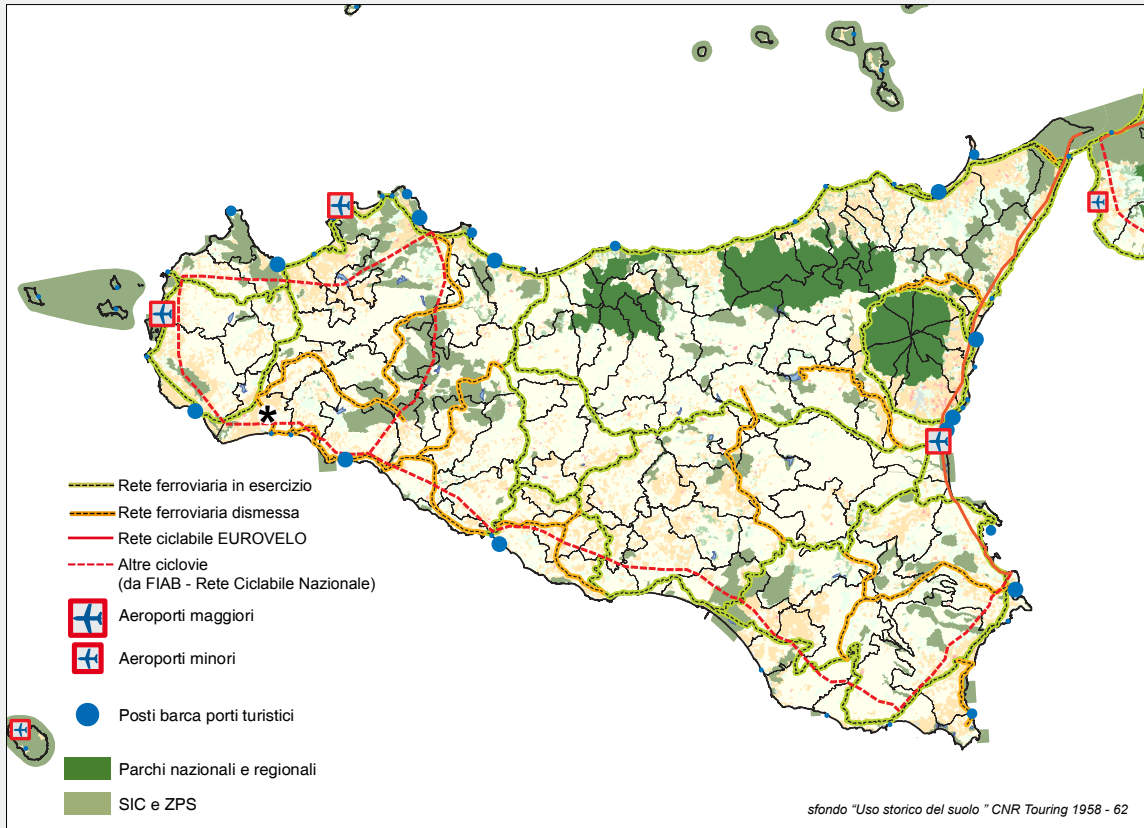 *
Rete ferroviaria in esercizio
Rete ferroviaria dismessa
Rete ciclabile EUROVELO
Altre ciclovie
(da FIAB - Rete Ciclabile Nazionale)
Aeroporti maggiori
Aeroporti minori
Posti barca porti turistici
Parchi nazionali e regionali
SIC e ZPS
sfondo "Uso storico del suolo " CNR Touring 1958 - 62